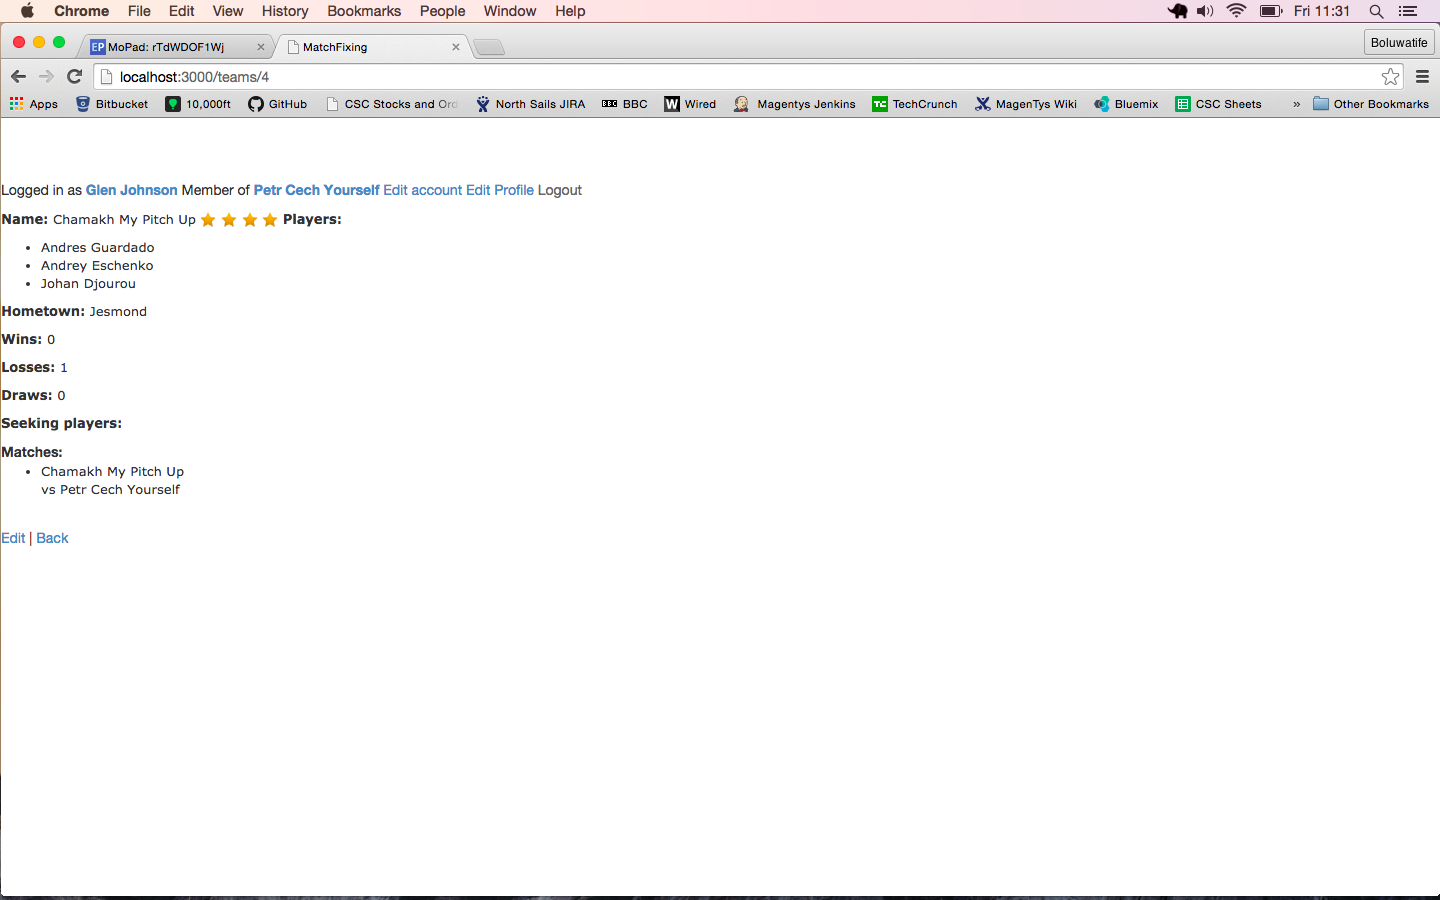 Chrome File Edit View History Bookmarks People Window Help Fri 11:31
EP MoPad: rTdWDOF1Wj MatchFixing Boluwatife
localhost:3000/teams/4
Apps Bitbucket 10,000ft GitHub CSC Stocks and Ord North Sails JIRA BBC BBC W Wired Magentys Jenkins TC TechCrunch MagenTys Wiki Bluemix CSC Sheets » Other Bookmarks
Logged in as Glen Johnson Member of Petr Cech Yourself Edit account Edit Profile Logout
Name: Chamakh My Pitch Up Players:
• Andres Guardado
• Andrey Eschenko
• Johan Djourou
Hometown: Jesmond
Wins: 0
Losses: 1
Draws: 0
Seeking players:
Matches:
• Chamakh My Pitch Up
vs Petr Cech Yourself
Edit | Back